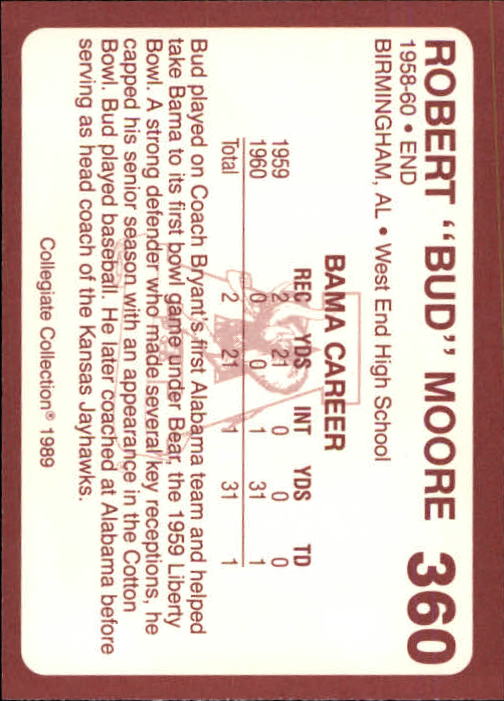 ROBERT "BUD" MOORE 360
1958-60 • END
BIRMINGHAM, AL • West End High School
BAMA CAREER
REC YDS INT YDS TD
1959 2 21 0 0 0
1960 0 0 1 31 1
Total 2 21 1 31 1
Bud played on Coach Bryant's first Alabama team and helped
take Bama to its first bowl game under Bear, the 1959 Liberty
Bowl. A strong defender who made several key receptions, he
capped his senior season with an appearance in the Cotton
Bowl. Bud played baseball. He later coached at Alabama before
serving as head coach of the Kansas Jayhawks.
Collegiate Collection® 1989